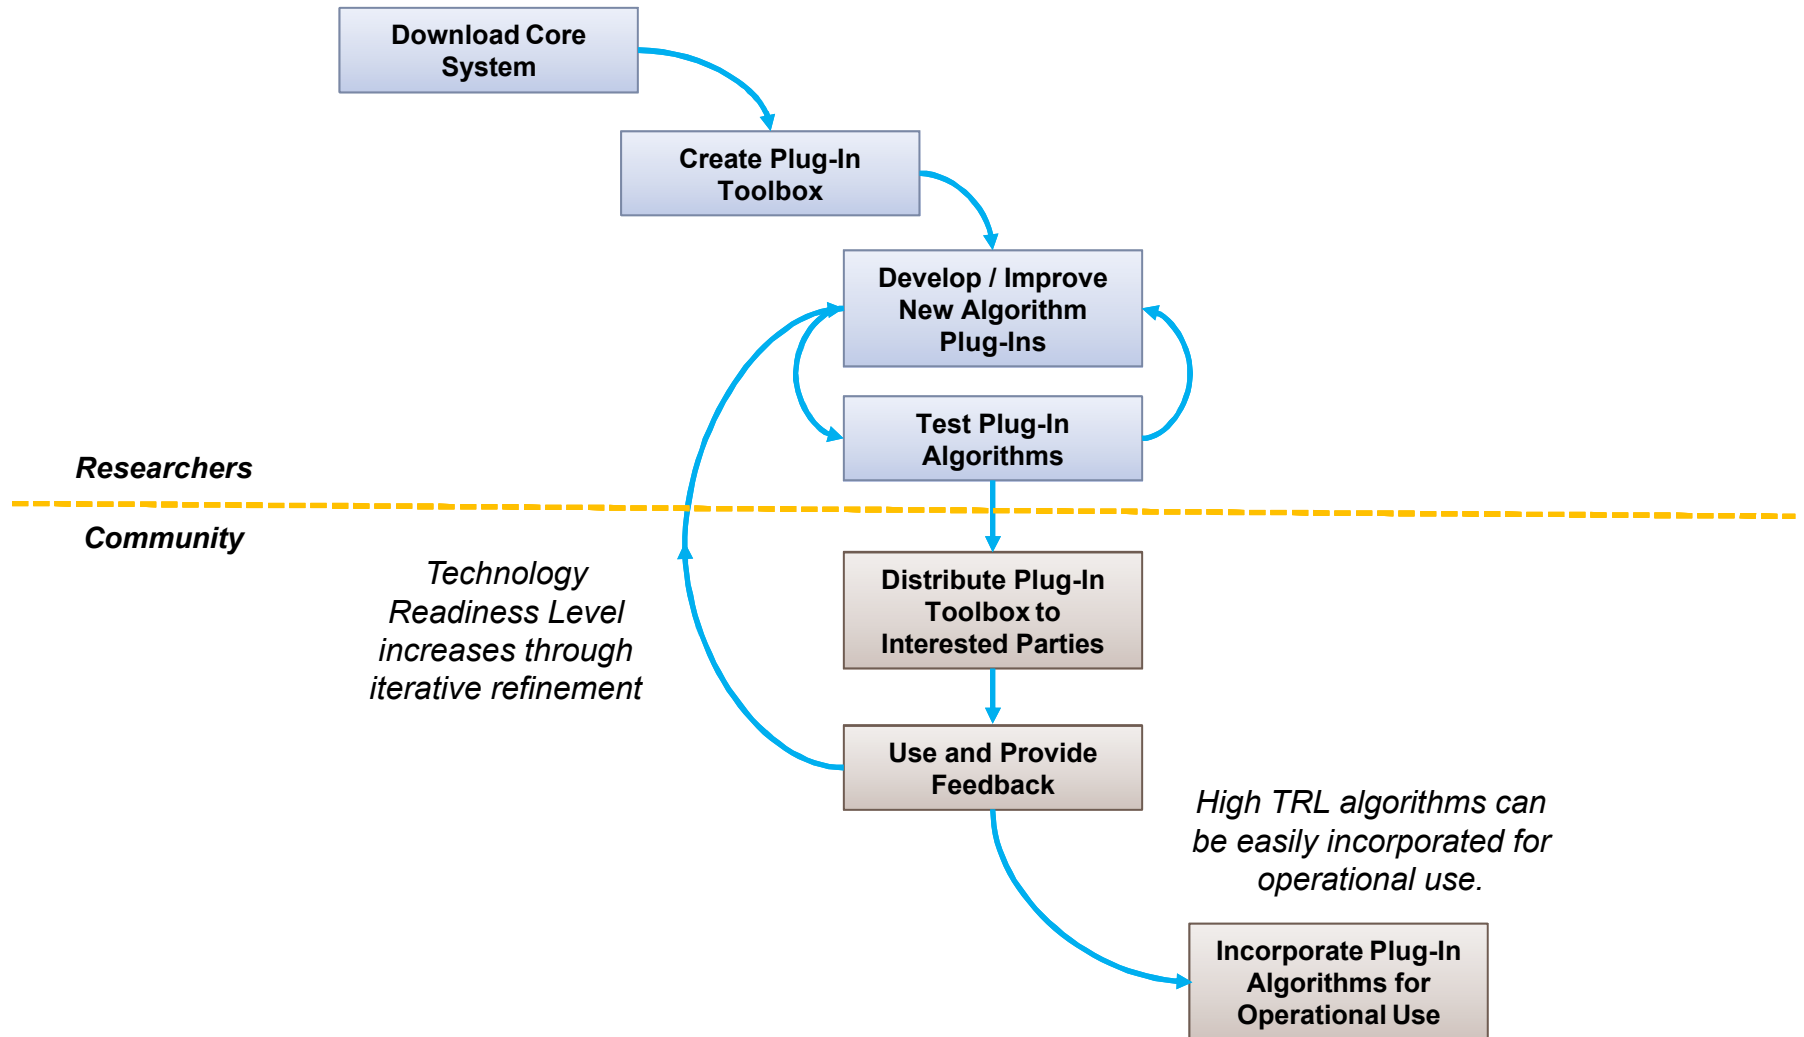 Download Core
System
Create Plug-In
Toolbox
Develop / Improve
New Algorithm
Plug-Ins
Test Plug-In
Algorithms
Researchers
Community
Technology
Readiness Level
increases through
iterative refinement
Distribute Plug-In
Toolbox to
Interested Parties
Use and Provide
Feedback
High TRL algorithms can
be easily incorporated for
operational use.
Incorporate Plug-In
Algorithms for
Operational Use